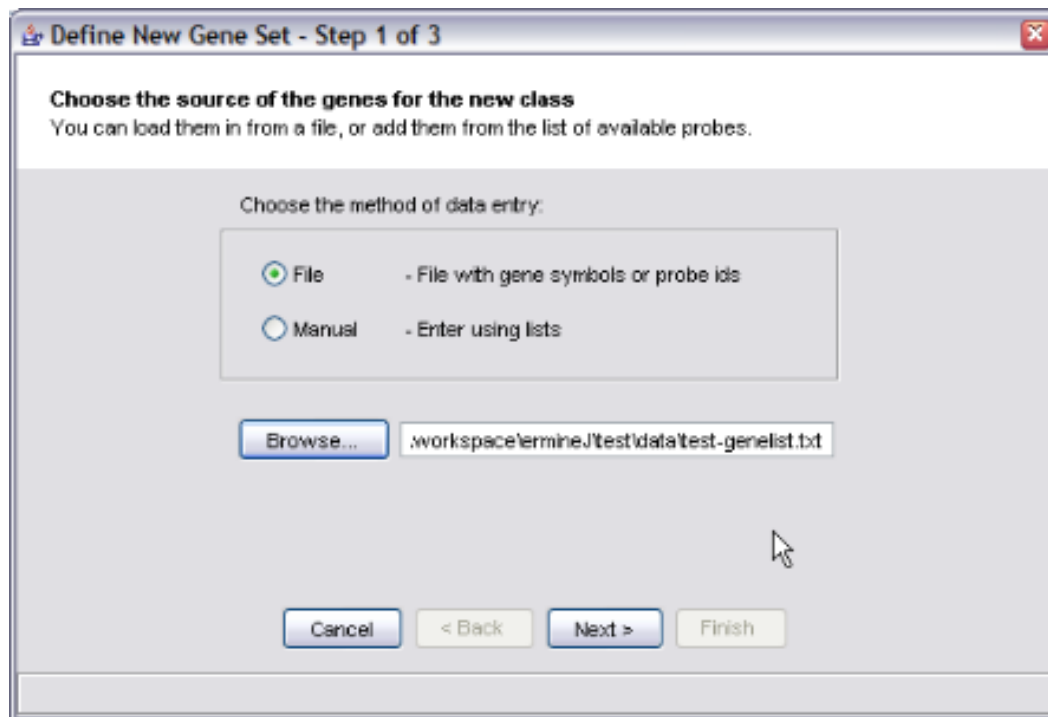 Define New Gene Set - Step 1 of 3
Choose the source of the genes for the new class
You can load them in from a file, or add them from the list of available probes.
Choose the method of data entry:
File - File with gene symbols or probe ids
Manual - Enter using lists
Browse... .workspace\ermineJ\test\data\test-genelist.txt
Cancel < Back Next > Finish